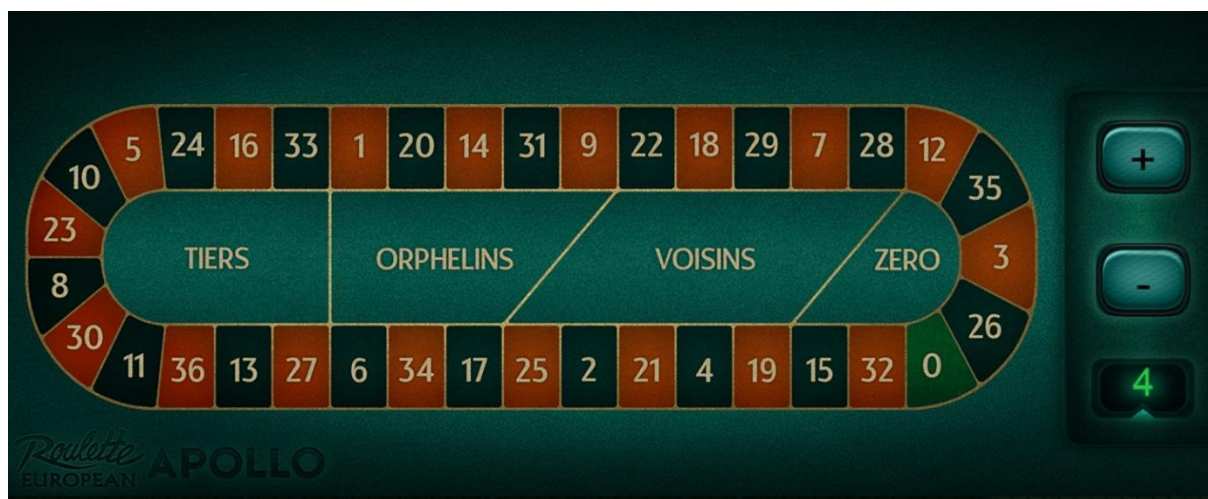 5 24 16 33 1 20 14 31 9 22 18 29 7 28 12
10 35
23 TIERS ORPHELINS VOISINS ZERO 3
8
30 26
11 36 13 27 6 34 17 25 2 21 4 19 15 32 0
+
-
4
Roulette
EUROPEAN APOLLO